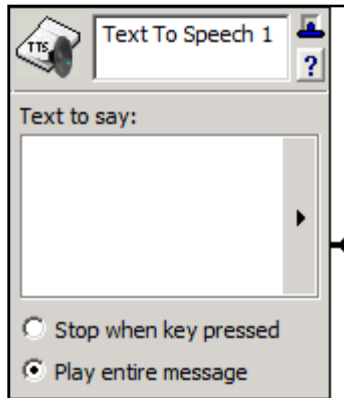 TTS
Text To Speech 1
?
Text to say:
Stop when key pressed
Play entire message